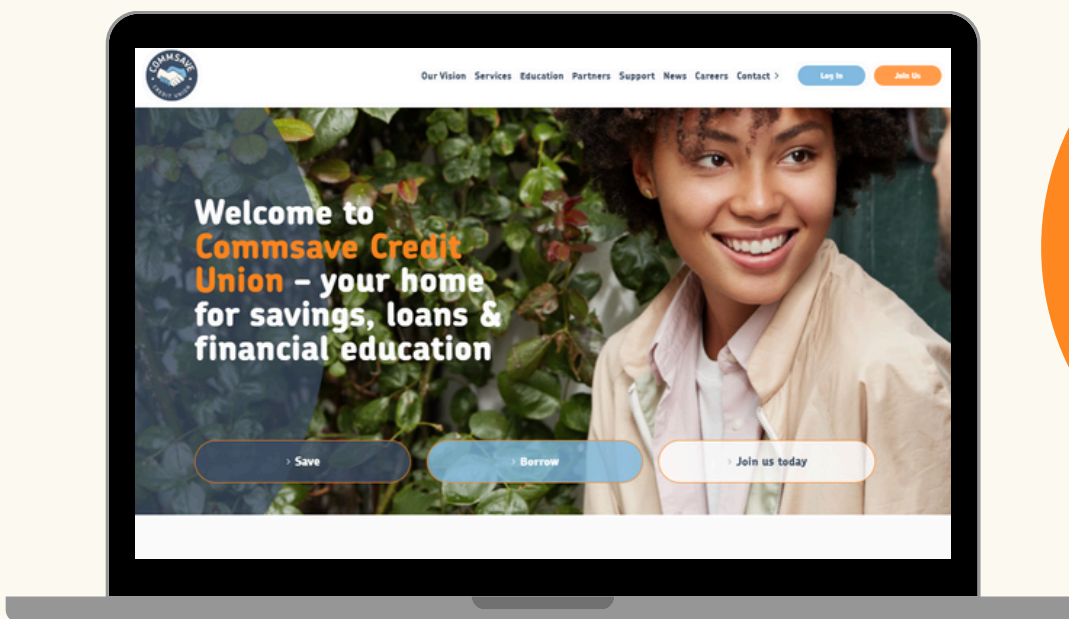 COMMSAVE
CREDIT UNION
Our Vision Services Education Partners Support News Careers Contact >
Log In
Join Us
Welcome to
Commsave Credit
Union – your home
for savings, loans &
financial education
> Save
> Borrow
> Join us today